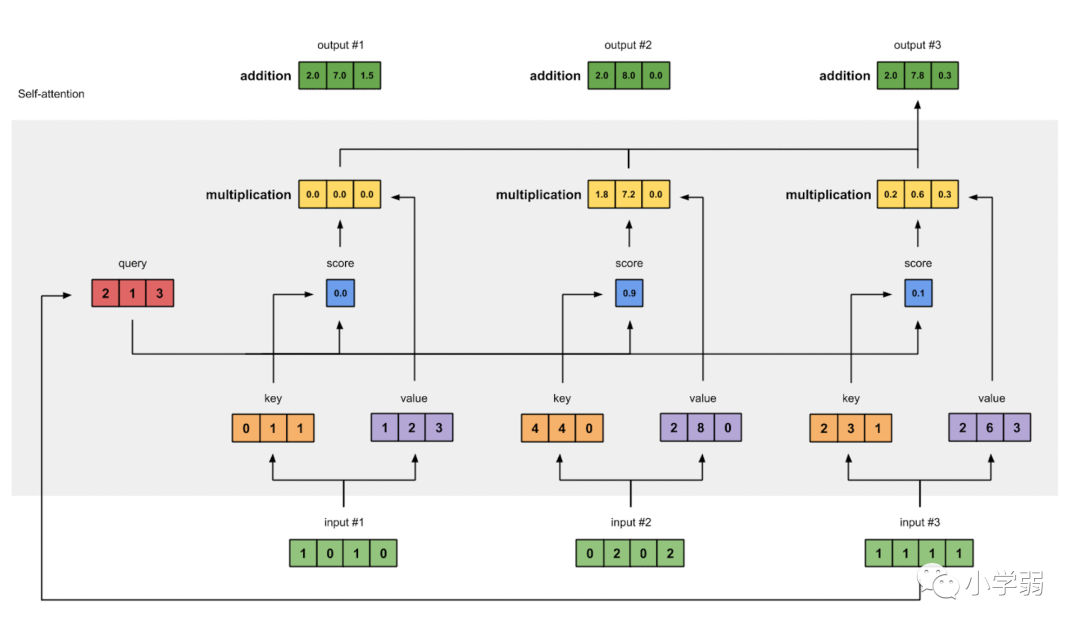 output #1 output #2 output #3
addition 2.0 7.0 1.5 addition 2.0 8.0 0.0 addition 2.0 7.8 0.3
Self-attention
multiplication 0.0 0.0 0.0 multiplication 1.8 7.2 0.0 multiplication 0.2 0.6 0.3
query score score score
2 1 3 0.0 0.9 0.1
key value key value key value
0 1 1 1 2 3 4 4 0 2 8 0 2 3 1 2 6 3
input #1 input #2 input #3
1 0 1 0 0 2 0 2 1 1 1 1
小学弱